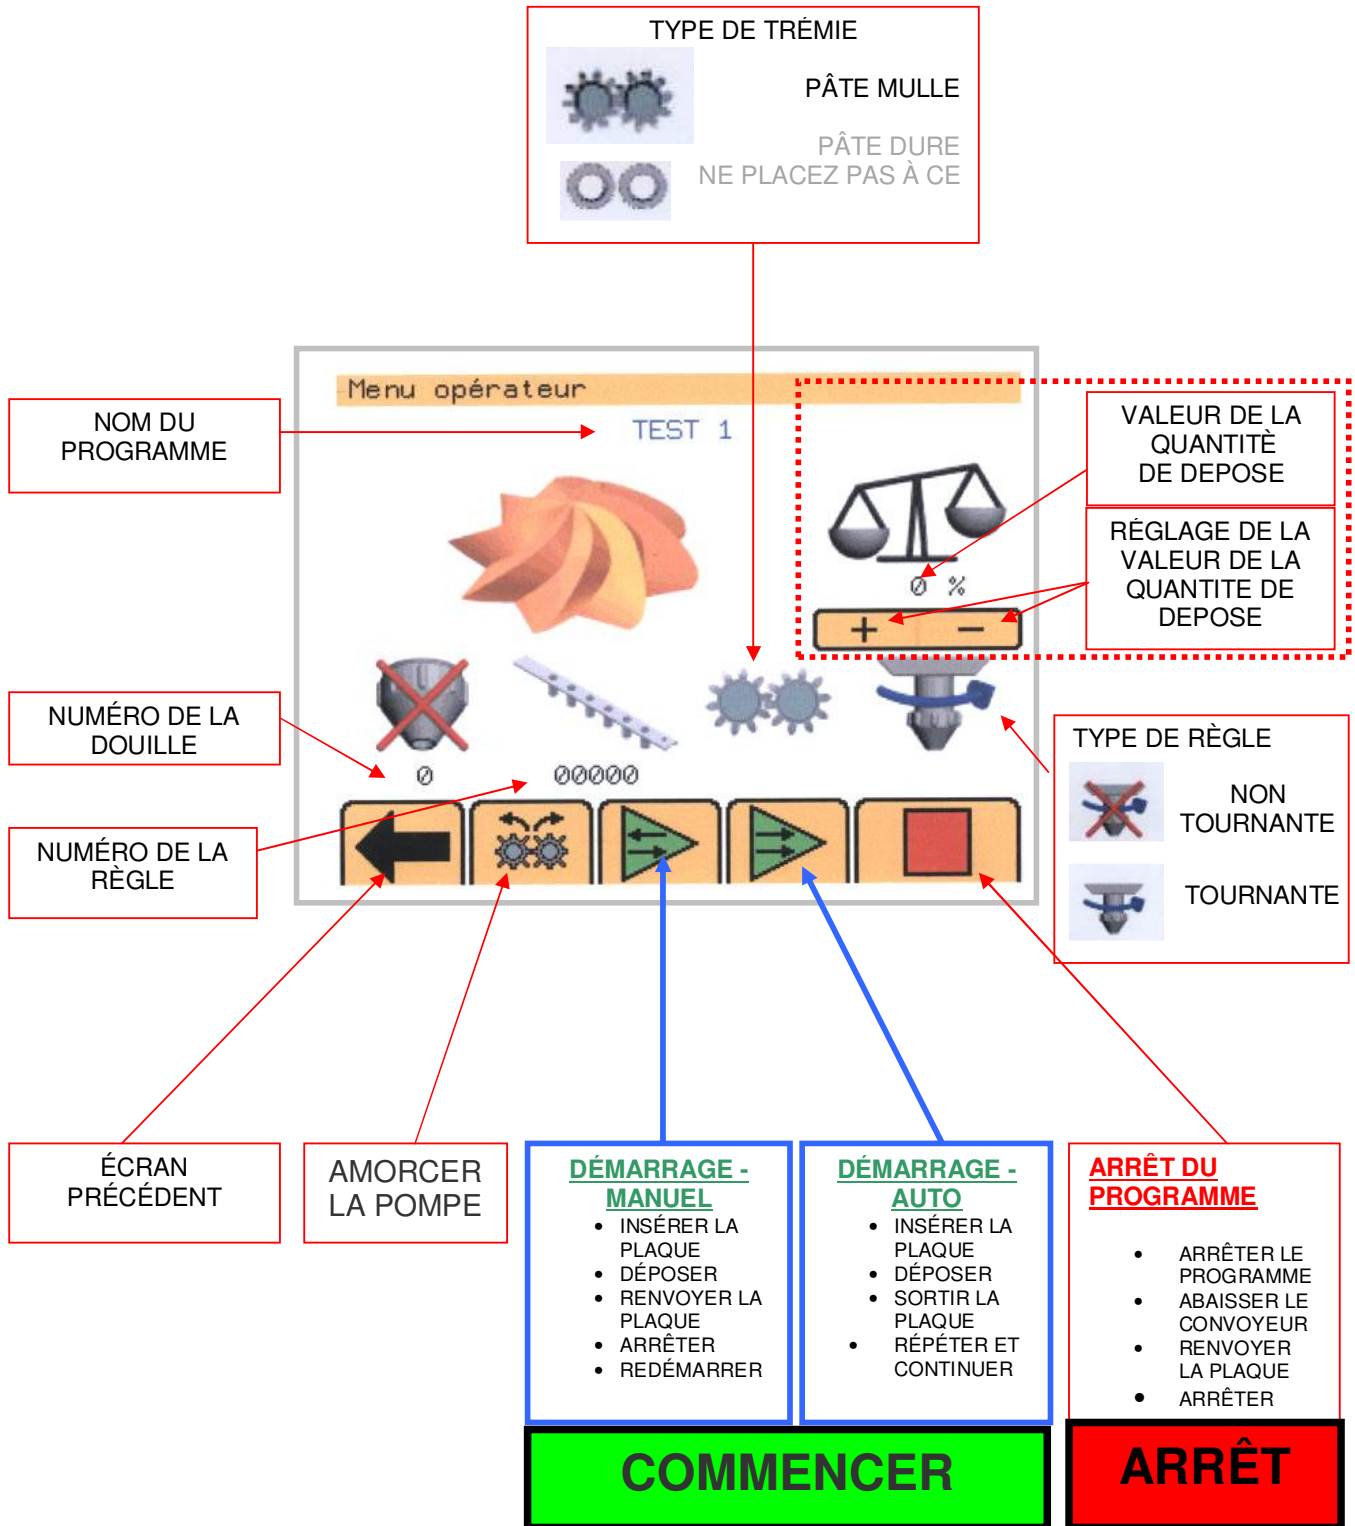 TYPE DE TRÉMIE
PÂTE MULLE
PÂTE DURE
NE PLACEZ PAS À CE
Menu opérateur
TEST 1
NOM DU
PROGRAMME
VALEUR DE LA
QUANTITÈ
DE DEPOSE
0 %
RÉGLAGE DE LA
VALEUR DE LA
QUANTITE DE
DEPOSE
+ −
NUMÉRO DE LA
DOUILLE
0
00000
NUMÉRO DE LA
RÈGLE
TYPE DE RÈGLE
NON
TOURNANTE
TOURNANTE
ÉCRAN
PRÉCÉDENT
AMORCER
LA POMPE
DÉMARRAGE -
MANUEL
• INSÉRER LA
PLAQUE
• DÉPOSER
• RENVOYER LA
PLAQUE
• ARRÊTER
• REDÉMARRER
DÉMARRAGE -
AUTO
• INSÉRER LA
PLAQUE
• DÉPOSER
• SORTIR LA
PLAQUE
• RÉPÉTER ET
CONTINUER
ARRÊT DU
PROGRAMME
• ARRÊTER LE
PROGRAMME
• ABAISSER LE
CONVOYEUR
• RENVOYER
LA PLAQUE
• ARRÊTER
COMMENCER
ARRÊT